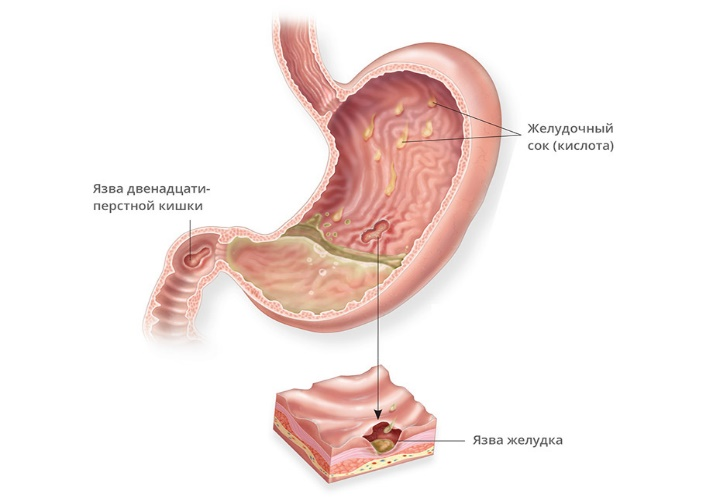 Желудочный
сок (кислота)
Язва двенадцати-
перстной кишки
Язва желудка